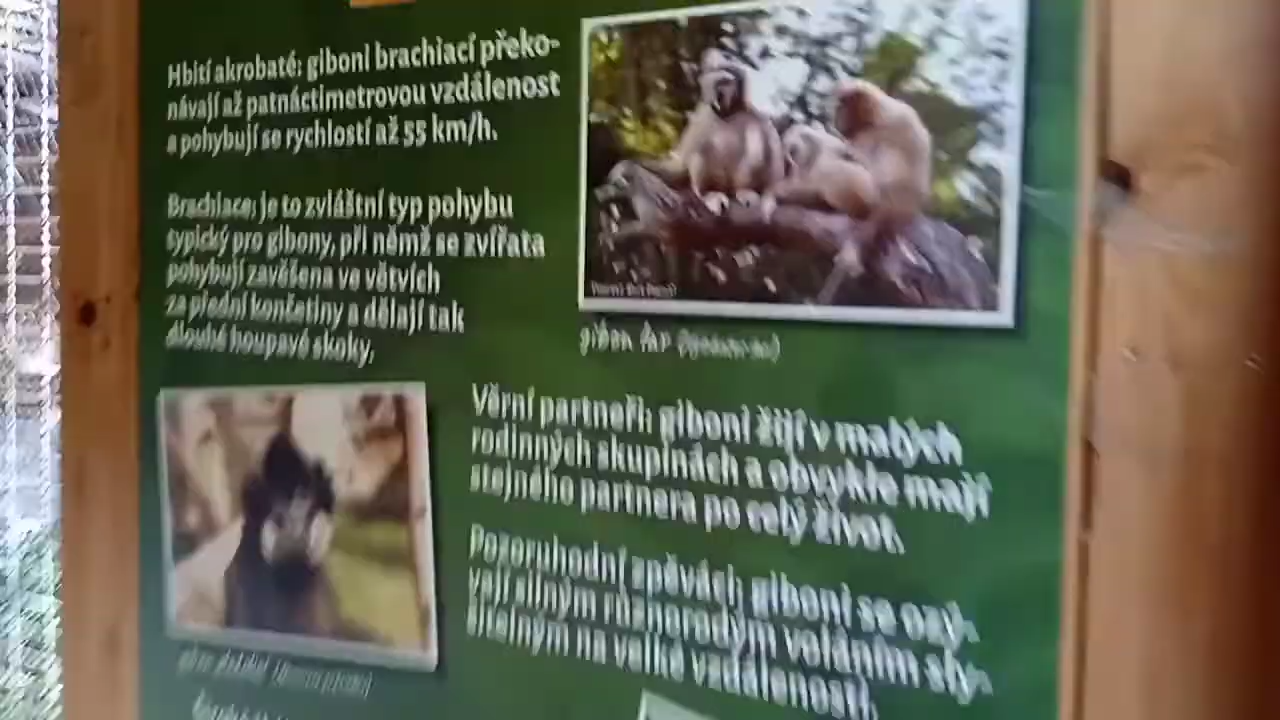 Hbití akrobaté: giboni brachiací překo-
návají až patnáctimetrovou vzdálenost
a pohybují se rychlostí až 55 km/h.
Brachiace: je to zvláštní typ pohybu
typický pro gibony, při němž se zvířata
pohybují zavěšena ve větvích
za přední končetiny a dělají tak
dlouhé houpavé skoky.
gibon lar
Věrní partneři: giboni žijí v malých
rodinných skupinách a obvykle mají
stejného partnera po celý život.
Pozoruhodní zpěváci: giboni se ozý-
vají silným různorodým voláním sly-
šitelným na velké vzdálenosti.